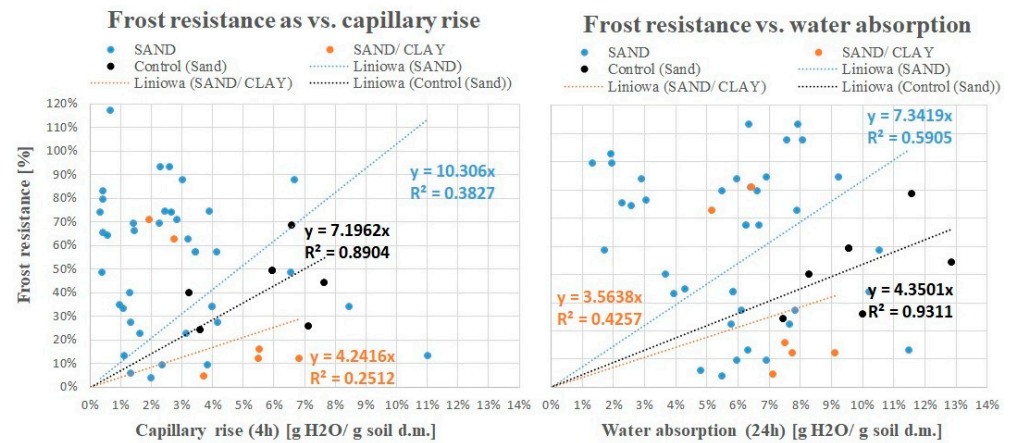 Frost resistance as vs. capillary rise
SAND
SAND/ CLAY
Control (Sand)
Liniowa (SAND)
Liniowa (SAND/ CLAY)
Liniowa (Control (Sand))
Frost resistance [%]
120%
110%
100%
90%
80%
70%
60%
50%
40%
30%
20%
10%
0%
y = 10.306x
R² = 0.3827
y = 7.1962x
R² = 0.8904
y = 4.2416x
R² = 0.2512
0% 1% 2% 3% 4% 5% 6% 7% 8% 9% 10% 11% 12% 13% 14%
Capillary rise (4h) [g H2O/ g soil d.m.]
Frost resistance vs. water absorption
SAND
SAND/ CLAY
Control (Sand)
Liniowa (SAND)
Liniowa (SAND/ CLAY)
Liniowa (Control (Sand))
y = 7.3419x
R² = 0.5905
y = 3.5638x
R² = 0.4257
y = 4.3501x
R² = 0.9311
0% 1% 2% 3% 4% 5% 6% 7% 8% 9% 10% 11% 12% 13% 14%
Water absorption (24h) [g H2O/ g soil d.m.]